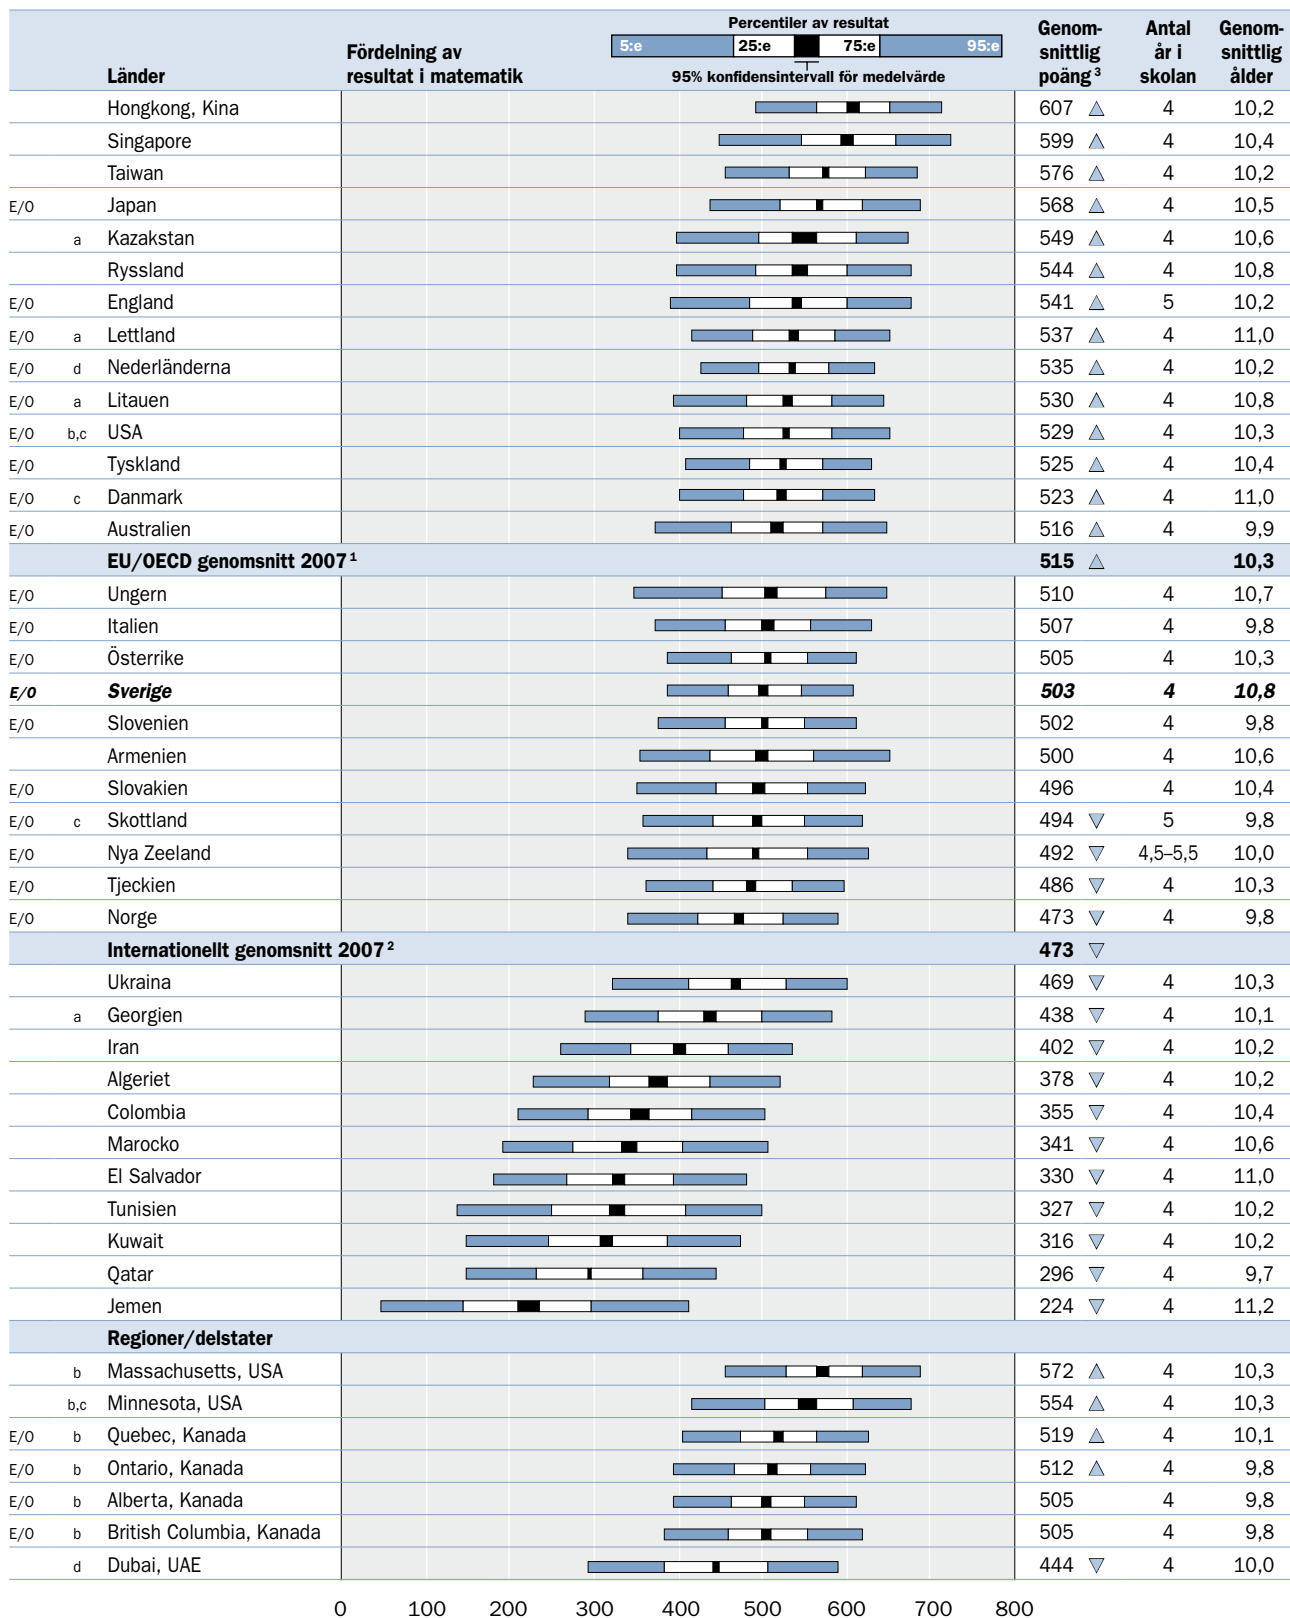 Percentiler av resultat
5:e 25:e 75:e 95:e
95% konfidensintervall för medelvärde
Länder Fördelning av resultat i matematik Genom-snittlig poäng 3 Antal år i skolan Genom-snittlig ålder
Hongkong, Kina 607 △ 4 10,2
Singapore 599 △ 4 10,4
Taiwan 576 △ 4 10,2
E/O Japan 568 △ 4 10,5
a Kazakstan 549 △ 4 10,6
Ryssland 544 △ 4 10,8
E/O England 541 △ 5 10,2
E/O a Lettland 537 △ 4 11,0
E/O d Nederländerna 535 △ 4 10,2
E/O a Litauen 530 △ 4 10,8
E/O b,c USA 529 △ 4 10,3
E/O Tyskland 525 △ 4 10,4
E/O c Danmark 523 △ 4 11,0
E/O Australien 516 △ 4 9,9
EU/OECD genomsnitt 2007 1 515 △ 10,3
E/O Ungern 510 4 10,7
E/O Italien 507 4 9,8
E/O Österrike 505 4 10,3
E/O Sverige 503 4 10,8
E/O Slovenien 502 4 9,8
Armenien 500 4 10,6
E/O Slovakien 496 4 10,4
E/O c Skottland 494 ▽ 5 9,8
E/O Nya Zeeland 492 ▽ 4,5–5,5 10,0
E/O Tjeckien 486 ▽ 4 10,3
E/O Norge 473 ▽ 4 9,8
Internationellt genomsnitt 2007 2 473 ▽
Ukraina 469 ▽ 4 10,3
a Georgien 438 ▽ 4 10,1
Iran 402 ▽ 4 10,2
Algeriet 378 ▽ 4 10,2
Colombia 355 ▽ 4 10,4
Marocko 341 ▽ 4 10,6
El Salvador 330 ▽ 4 11,0
Tunisien 327 ▽ 4 10,2
Kuwait 316 ▽ 4 10,2
Qatar 296 ▽ 4 9,7
Jemen 224 ▽ 4 11,2
Regioner/delstater
b Massachusetts, USA 572 △ 4 10,3
b,c Minnesota, USA 554 △ 4 10,3
E/O b Quebec, Kanada 519 △ 4 10,1
E/O b Ontario, Kanada 512 △ 4 9,8
E/O b Alberta, Kanada 505 4 9,8
E/O b British Columbia, Kanada 505 4 9,8
d Dubai, UAE 444 ▽ 4 10,0
0 100 200 300 400 500 600 700 800